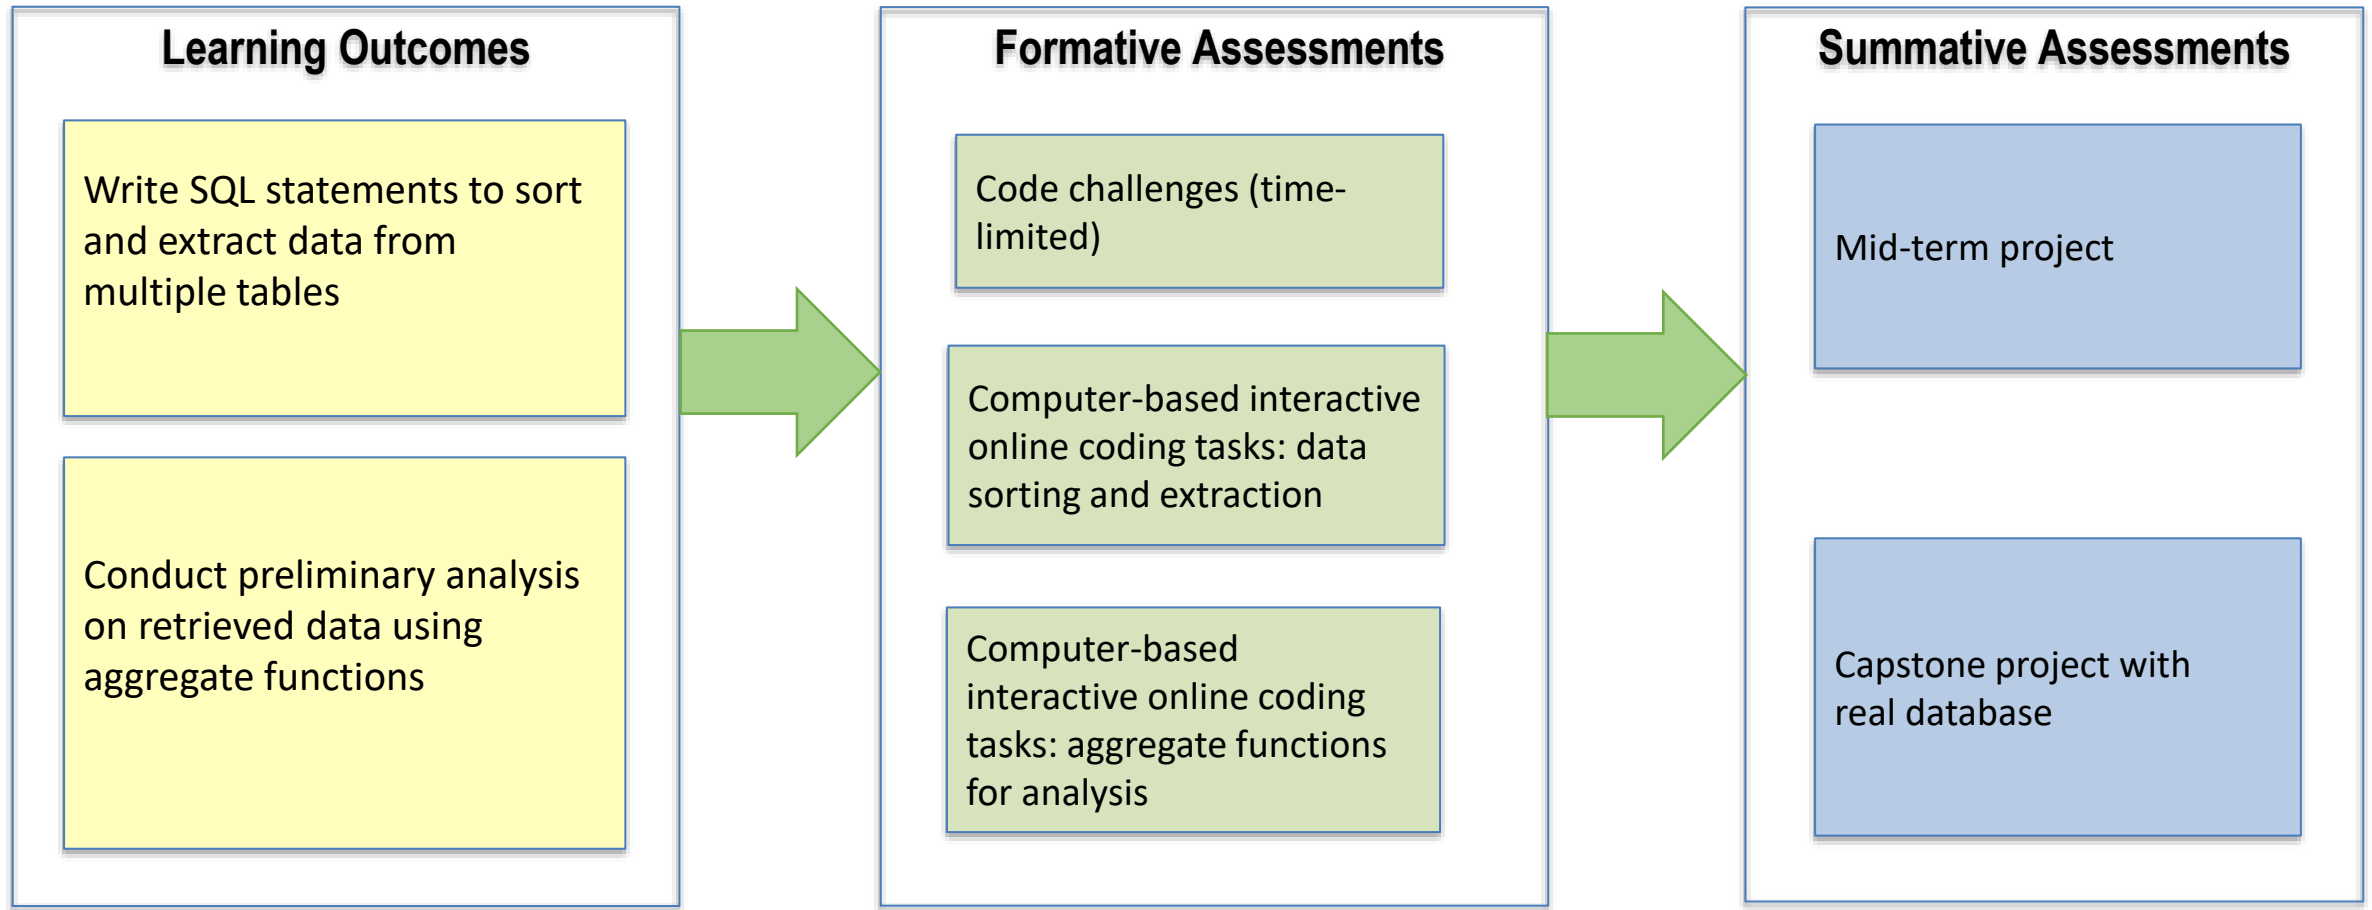 Learning Outcomes
Write SQL statements to sort
and extract data from
multiple tables
Conduct preliminary analysis
on retrieved data using
aggregate functions
Formative Assessments
Code challenges (time-
limited)
Computer-based interactive
online coding tasks: data
sorting and extraction
Computer-based
interactive online coding
tasks: aggregate functions
for analysis
Summative Assessments
Mid-term project
Capstone project with
real database